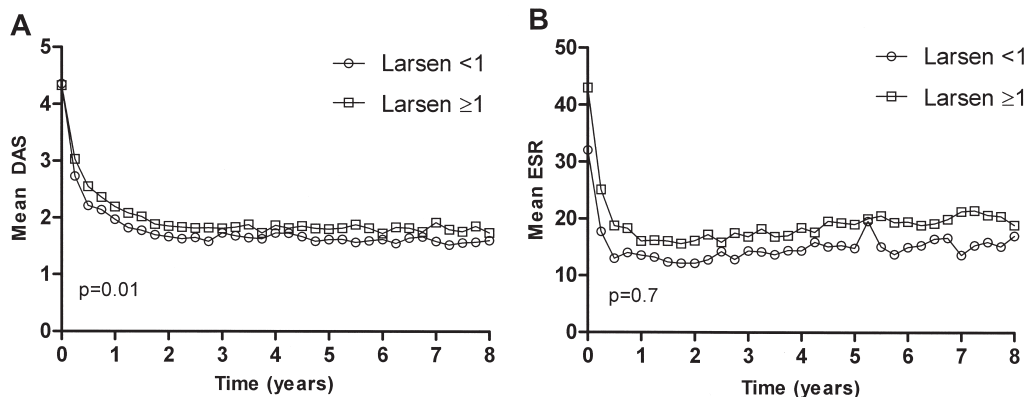 A
5
4
3
2
1
0
Mean DAS
Larsen <1
Larsen ≥1
p=0.01
0 1 2 3 4 5 6 7 8
Time (years)
B
50
40
30
20
10
0
Mean ESR
Larsen <1
Larsen ≥1
p=0.7
0 1 2 3 4 5 6 7 8
Time (years)